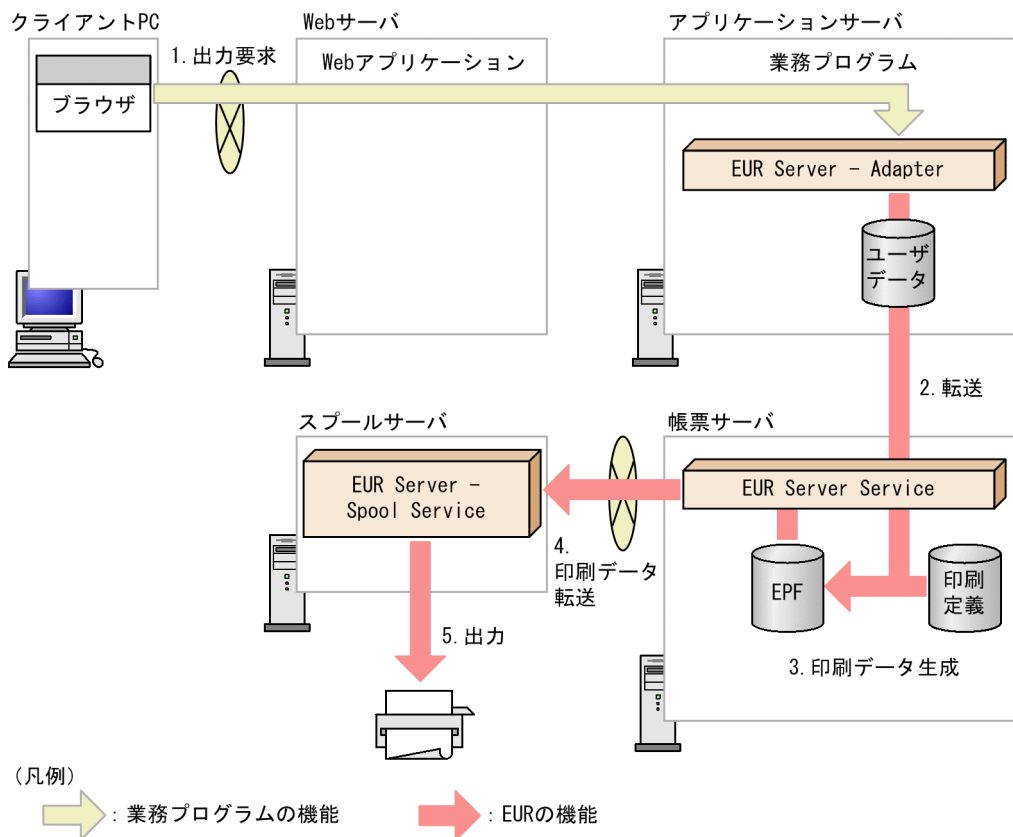 クライアントPC
Webサーバ
アプリケーションサーバ
1.出力要求
Webアプリケーション
業務プログラム
ブラウザ
EUR Server － Adapter
ユーザ
データ
2.転送
スプールサーバ
帳票サーバ
EUR Server －
Spool Service
EUR Server Service
4.
印刷データ
転送
EPF
印刷
定義
5.出力
3.印刷データ生成
(凡例)
：業務プログラムの機能
：EURの機能